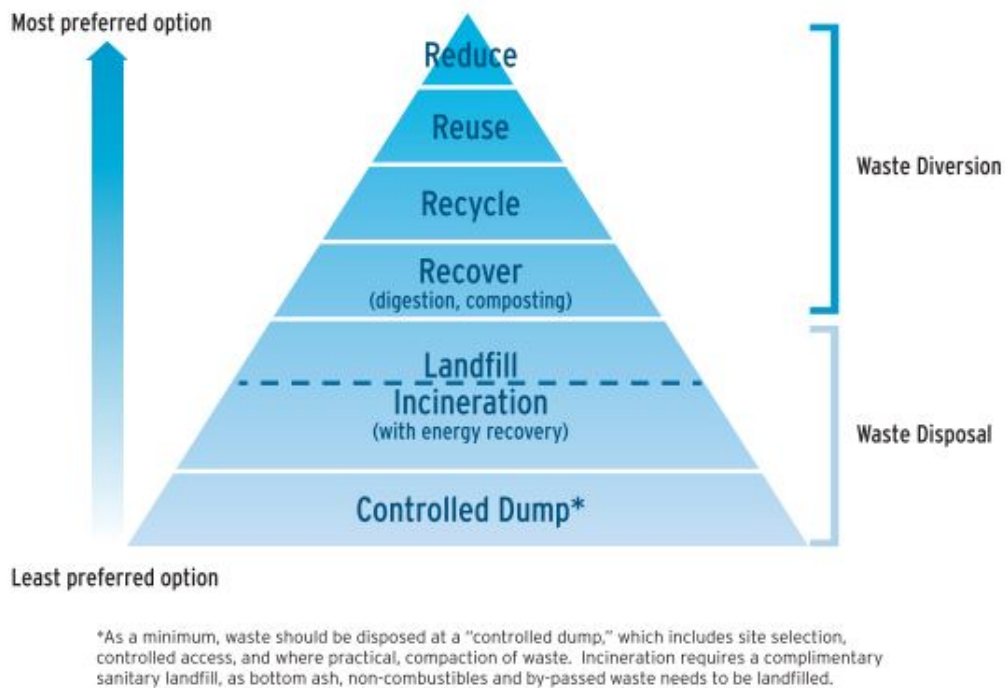 Most preferred option
Reduce
Reuse
Recycle
Recover
(digestion, composting)
Landfill
Incineration
(with energy recovery)
Controlled Dump*
Waste Diversion
Waste Disposal
Least preferred option
*As a minimum, waste should be disposed at a "controlled dump," which includes site selection,
controlled access, and where practical, compaction of waste. Incineration requires a complimentary
sanitary landfill, as bottom ash, non-combustibles and by-passed waste needs to be landfilled.